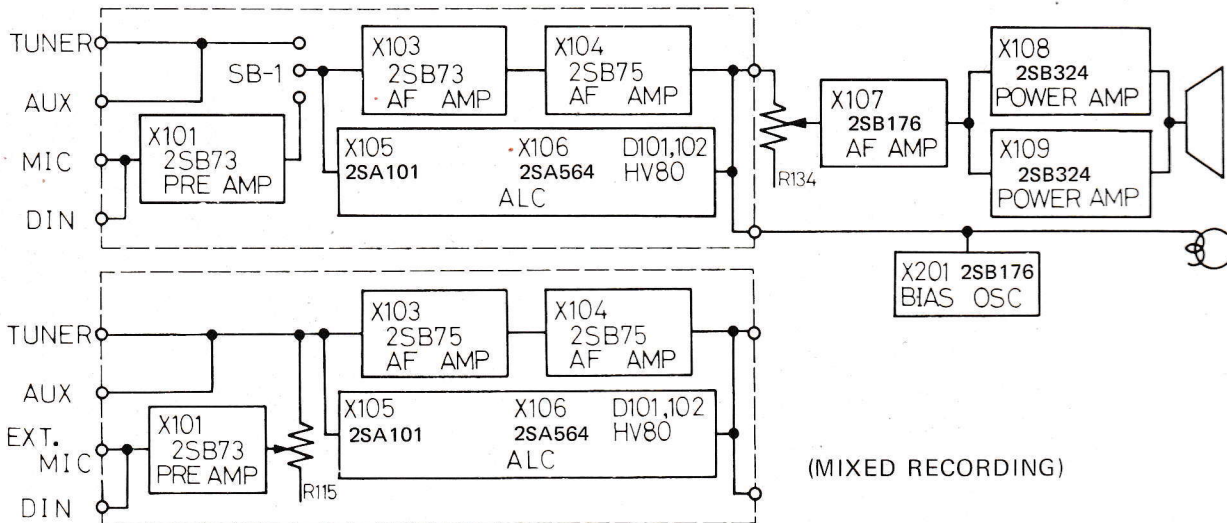 TUNER
AUX
MIC
DIN
SB-1
X101
2SB73
PRE AMP
X103
2SB73
AF AMP
X104
2SB75
AF AMP
X105
2SA101
X106
2SA564
D101,102
HV80
ALC
R134
X107
2SB176
AF AMP
X108
2SB324
POWER AMP
X109
2SB324
POWER AMP
X201 2SB176
BIAS OSC
TUNER
AUX
EXT.
MIC
DIN
X101
2SB73
PRE AMP
R115
X103
2SB75
AF AMP
X104
2SB75
AF AMP
X105
2SA101
X106
2SA564
D101,102
HV80
ALC
(MIXED RECORDING)